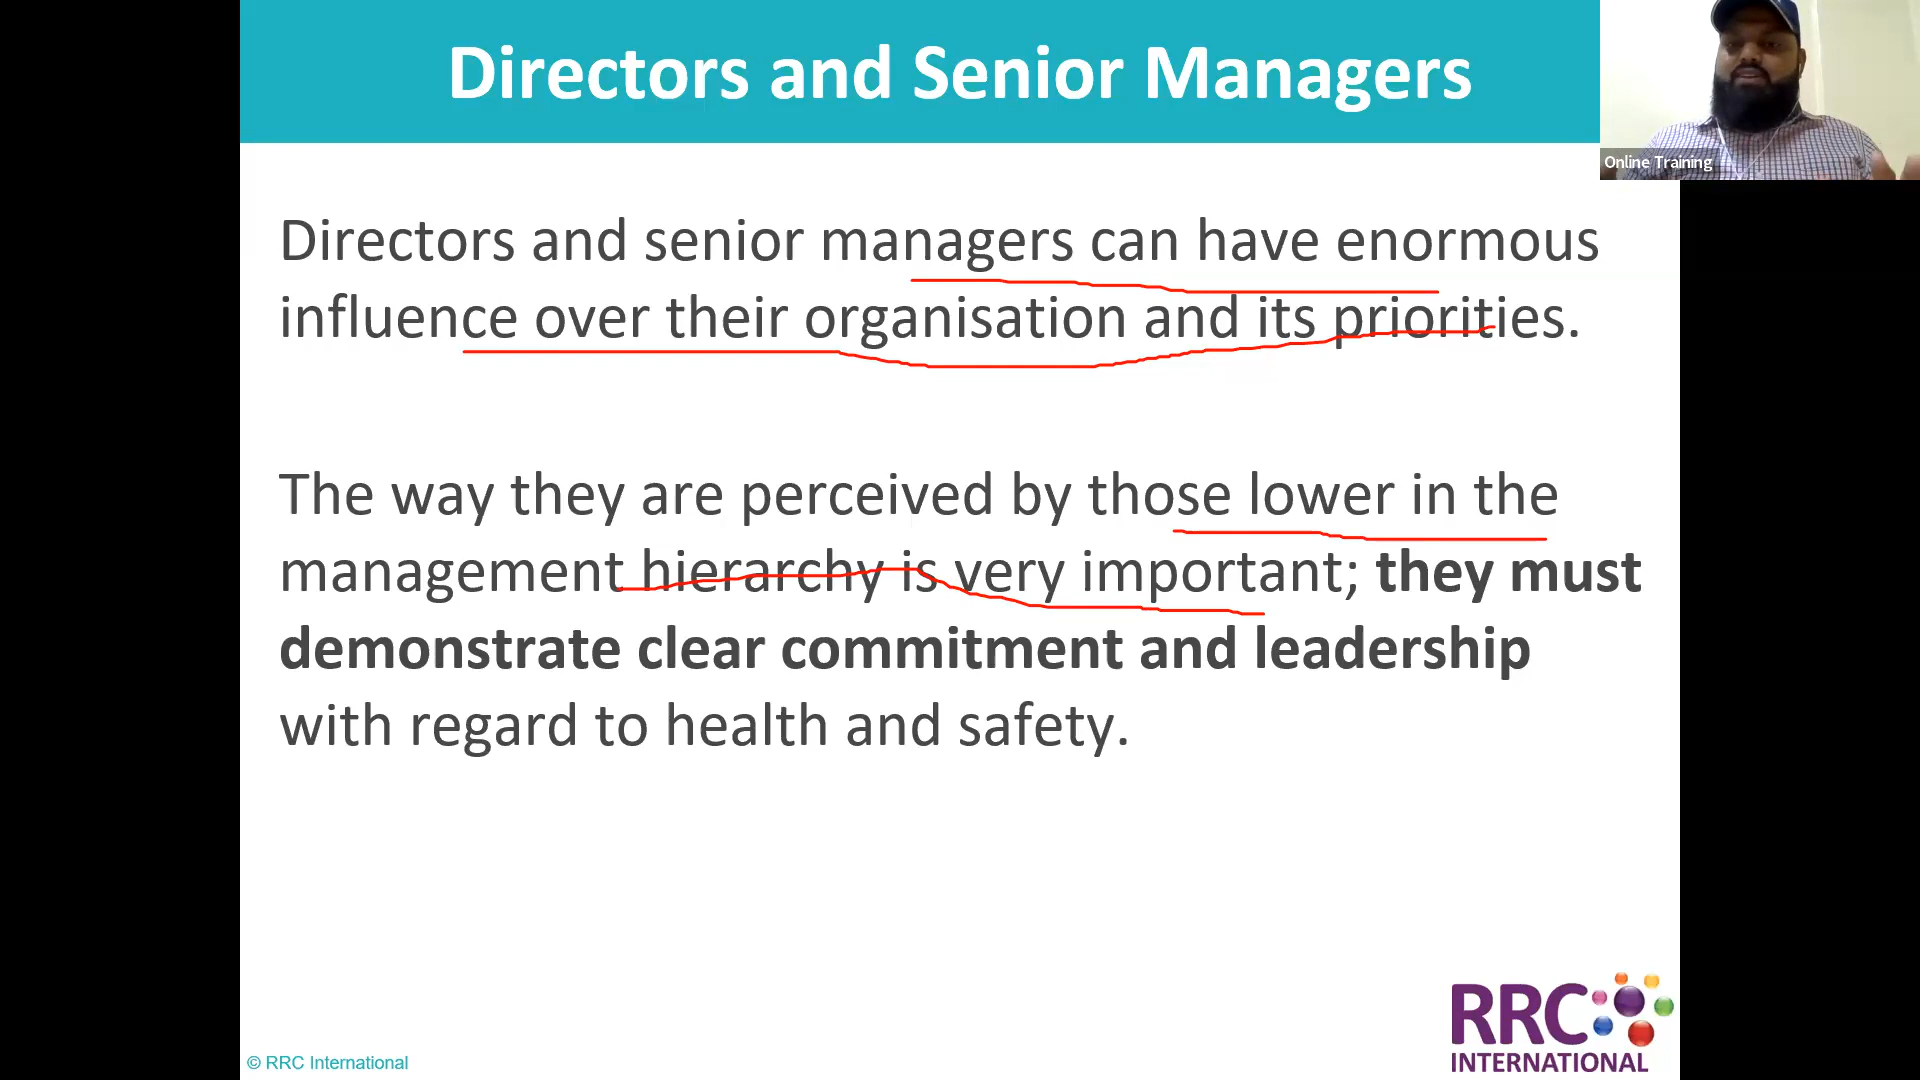 Directors and Senior Managers
Online Training
Directors and senior managers can have enormous
influence over their organisation and its priorities.
The way they are perceived by those lower in the
management hierarchy is very important; they must
demonstrate clear commitment and leadership
with regard to health and safety.
RRC
INTERNATIONAL
© RRC International